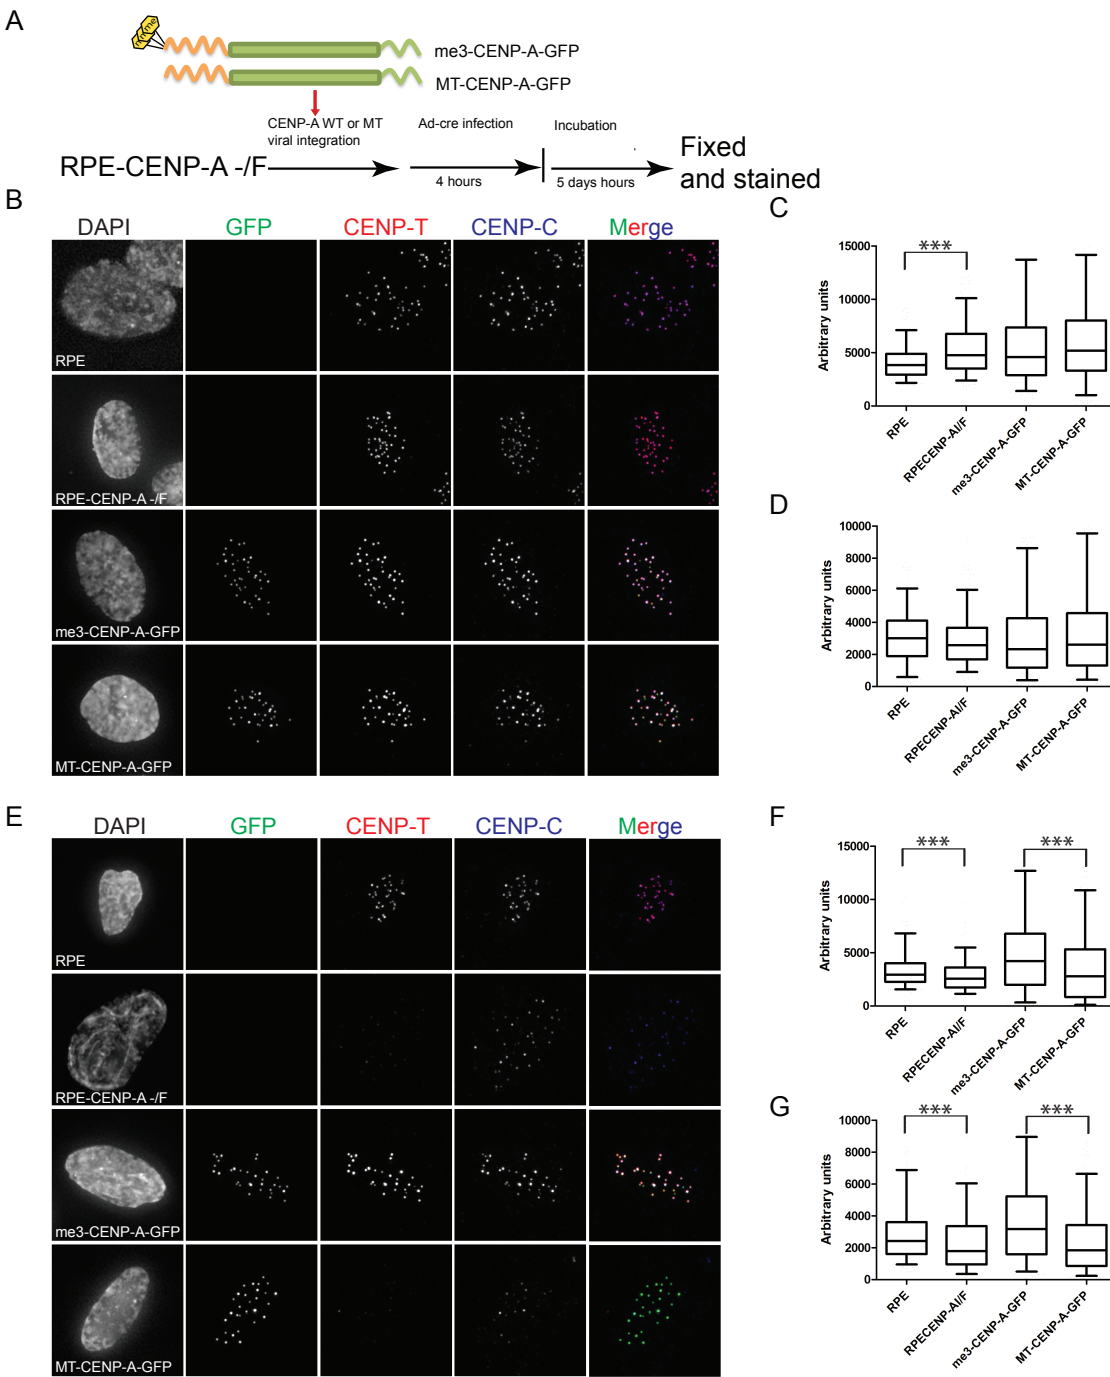 A
me3-CENP-A-GFP
MT-CENP-A-GFP
CENP-A WT or MT
viral integration
Ad-cre infection
Incubation
RPE-CENP-A -/F
4 hours
5 days hours
Fixed
and stained
B
DAPI GFP CENP-T CENP-C Merge
RPE
RPE-CENP-A -/F
me3-CENP-A-GFP
MT-CENP-A-GFP
C
***
Arbitrary units
15000
10000
5000
0
RPE
RPECENP-AI/F
me3-CENP-A-GFP
MT-CENP-A-GFP
D
Arbitrary units
10000
8000
6000
4000
2000
0
RPE
RPECENP-AI/F
me3-CENP-A-GFP
MT-CENP-A-GFP
E
DAPI GFP CENP-T CENP-C Merge
RPE
RPE-CENP-A -/F
me3-CENP-A-GFP
MT-CENP-A-GFP
F
*** ***
Arbitrary units
15000
10000
5000
0
RPE
RPECENP-AI/F
me3-CENP-A-GFP
MT-CENP-A-GFP
G
*** ***
Arbitrary units
10000
8000
6000
4000
2000
0
RPE
RPECENP-AI/F
me3-CENP-A-GFP
MT-CENP-A-GFP